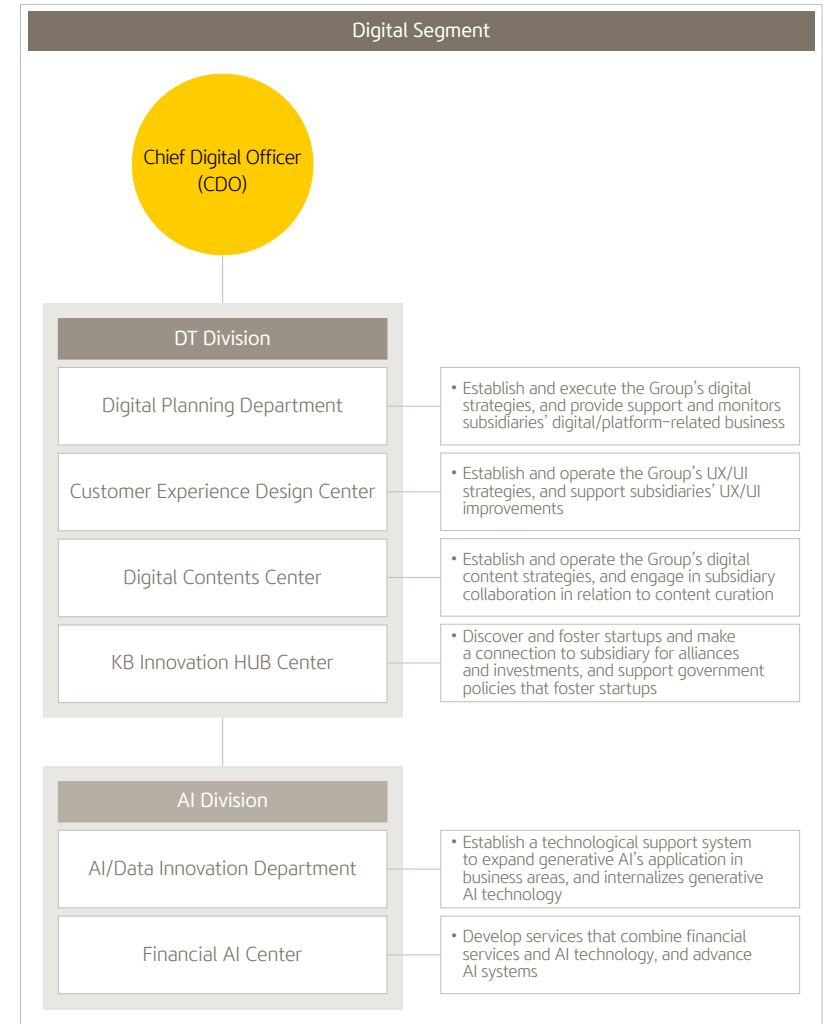 Digital Segment
Chief Digital Officer
(CDO)
DT Division
Digital Planning Department
• Establish and execute the Group's digital
strategies, and provide support and monitors
subsidiaries' digital/platform-related business
Customer Experience Design Center
• Establish and operate the Group's UX/UI
strategies, and support subsidiaries' UX/UI
improvements
Digital Contents Center
• Establish and operate the Group's digital
content strategies, and engage in subsidiary
collaboration in relation to content curation
KB Innovation HUB Center
• Discover and foster startups and make
a connection to subsidiary for alliances
and investments, and support government
policies that foster startups
AI Division
AI/Data Innovation Department
• Establish a technological support system
to expand generative AI's application in
business areas, and internalizes generative
AI technology
Financial AI Center
• Develop services that combine financial
services and AI technology, and advance
AI systems